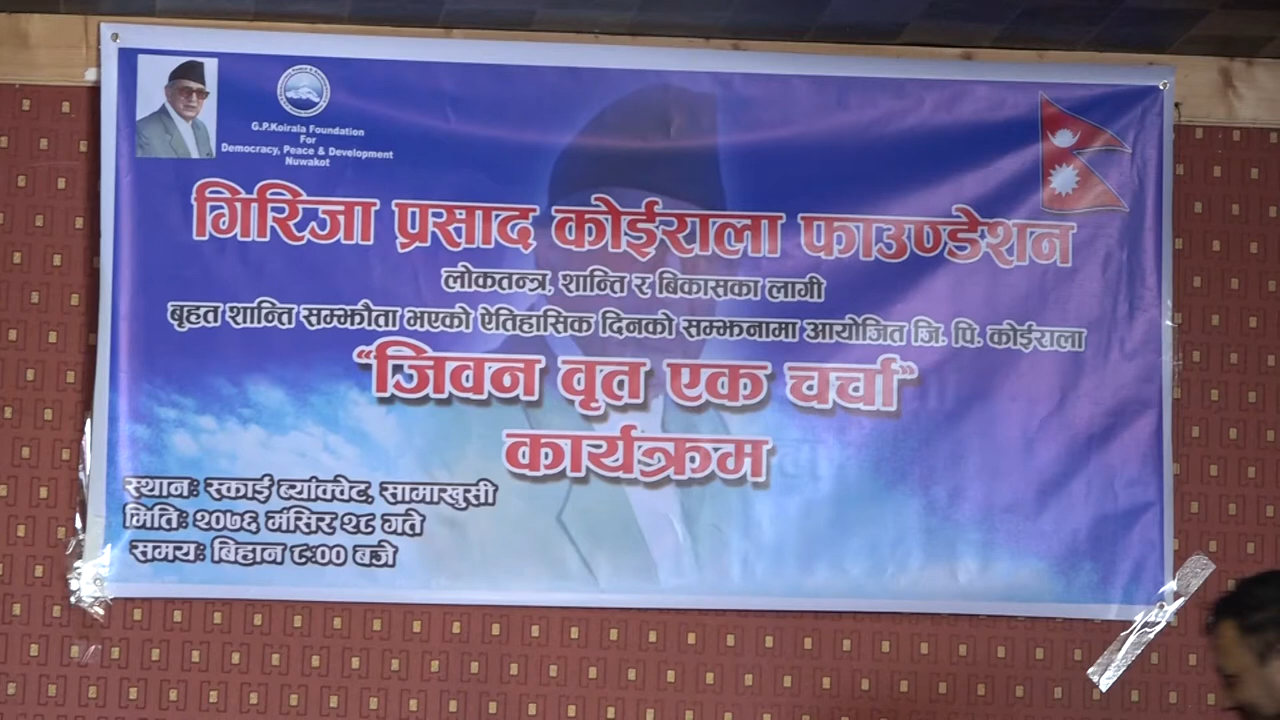 G.P.Koirala Foundation
For
Democracy, Peace & Development
Nuwakot
गिरिजा प्रसाद कोईराला फाउण्डेशन
लोकतन्त्र, शान्ति र बिकासका लागी
बृहत शान्ति सम्झौता भएको ऐतिहासिक दिनको सम्झनामा आयोजित जि. पि. कोईराला
“जिवन वृत एक चर्चा”
कार्यक्रम
स्थानः स्काई ब्यांक्वेट, सामाखुसी
मितिः २०७६ मंसिर २८ गते
समयः बिहान ८:०० बजे